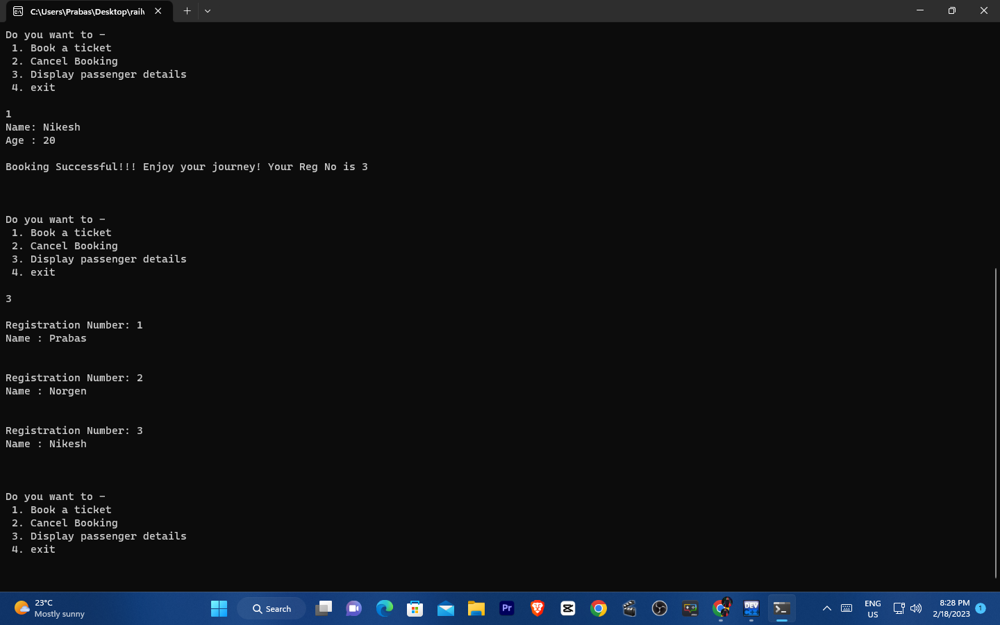 C:\Users\Prabas\Desktop\rail
Do you want to -
1. Book a ticket
2. Cancel Booking
3. Display passenger details
4. exit
1
Name: Nikesh
Age : 20
Booking Successful!!! Enjoy your journey! Your Reg No is 3
Do you want to -
1. Book a ticket
2. Cancel Booking
3. Display passenger details
4. exit
3
Registration Number: 1
Name : Prabas
Registration Number: 2
Name : Norgen
Registration Number: 3
Name : Nikesh
Do you want to -
1. Book a ticket
2. Cancel Booking
3. Display passenger details
4. exit
23°C
Mostly sunny
Search
Pr
DEV
ENG
US
8:28 PM
2/18/2023
1